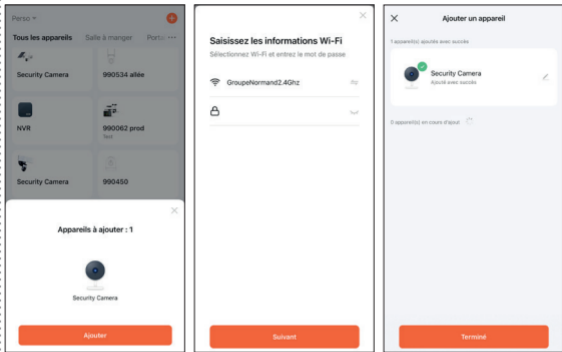 Perso
Tous les appareils Salle à manger Porta ...
Security Camera 990534 allée
NVR 990062 prod
Test
Security Camera 990450
Appareils à ajouter : 1
Security Camera
Ajouter
Saisissez les informations Wi-Fi
Sélectionnez Wi-Fi et entrez le mot de passe
GroupeNormand2.4Ghz
Suivant
Ajouter un appareil
1 appareil(s) ajoutés avec succès
Security Camera
Ajouté avec succès
0 appareil(s) en cours d'ajout
Terminé